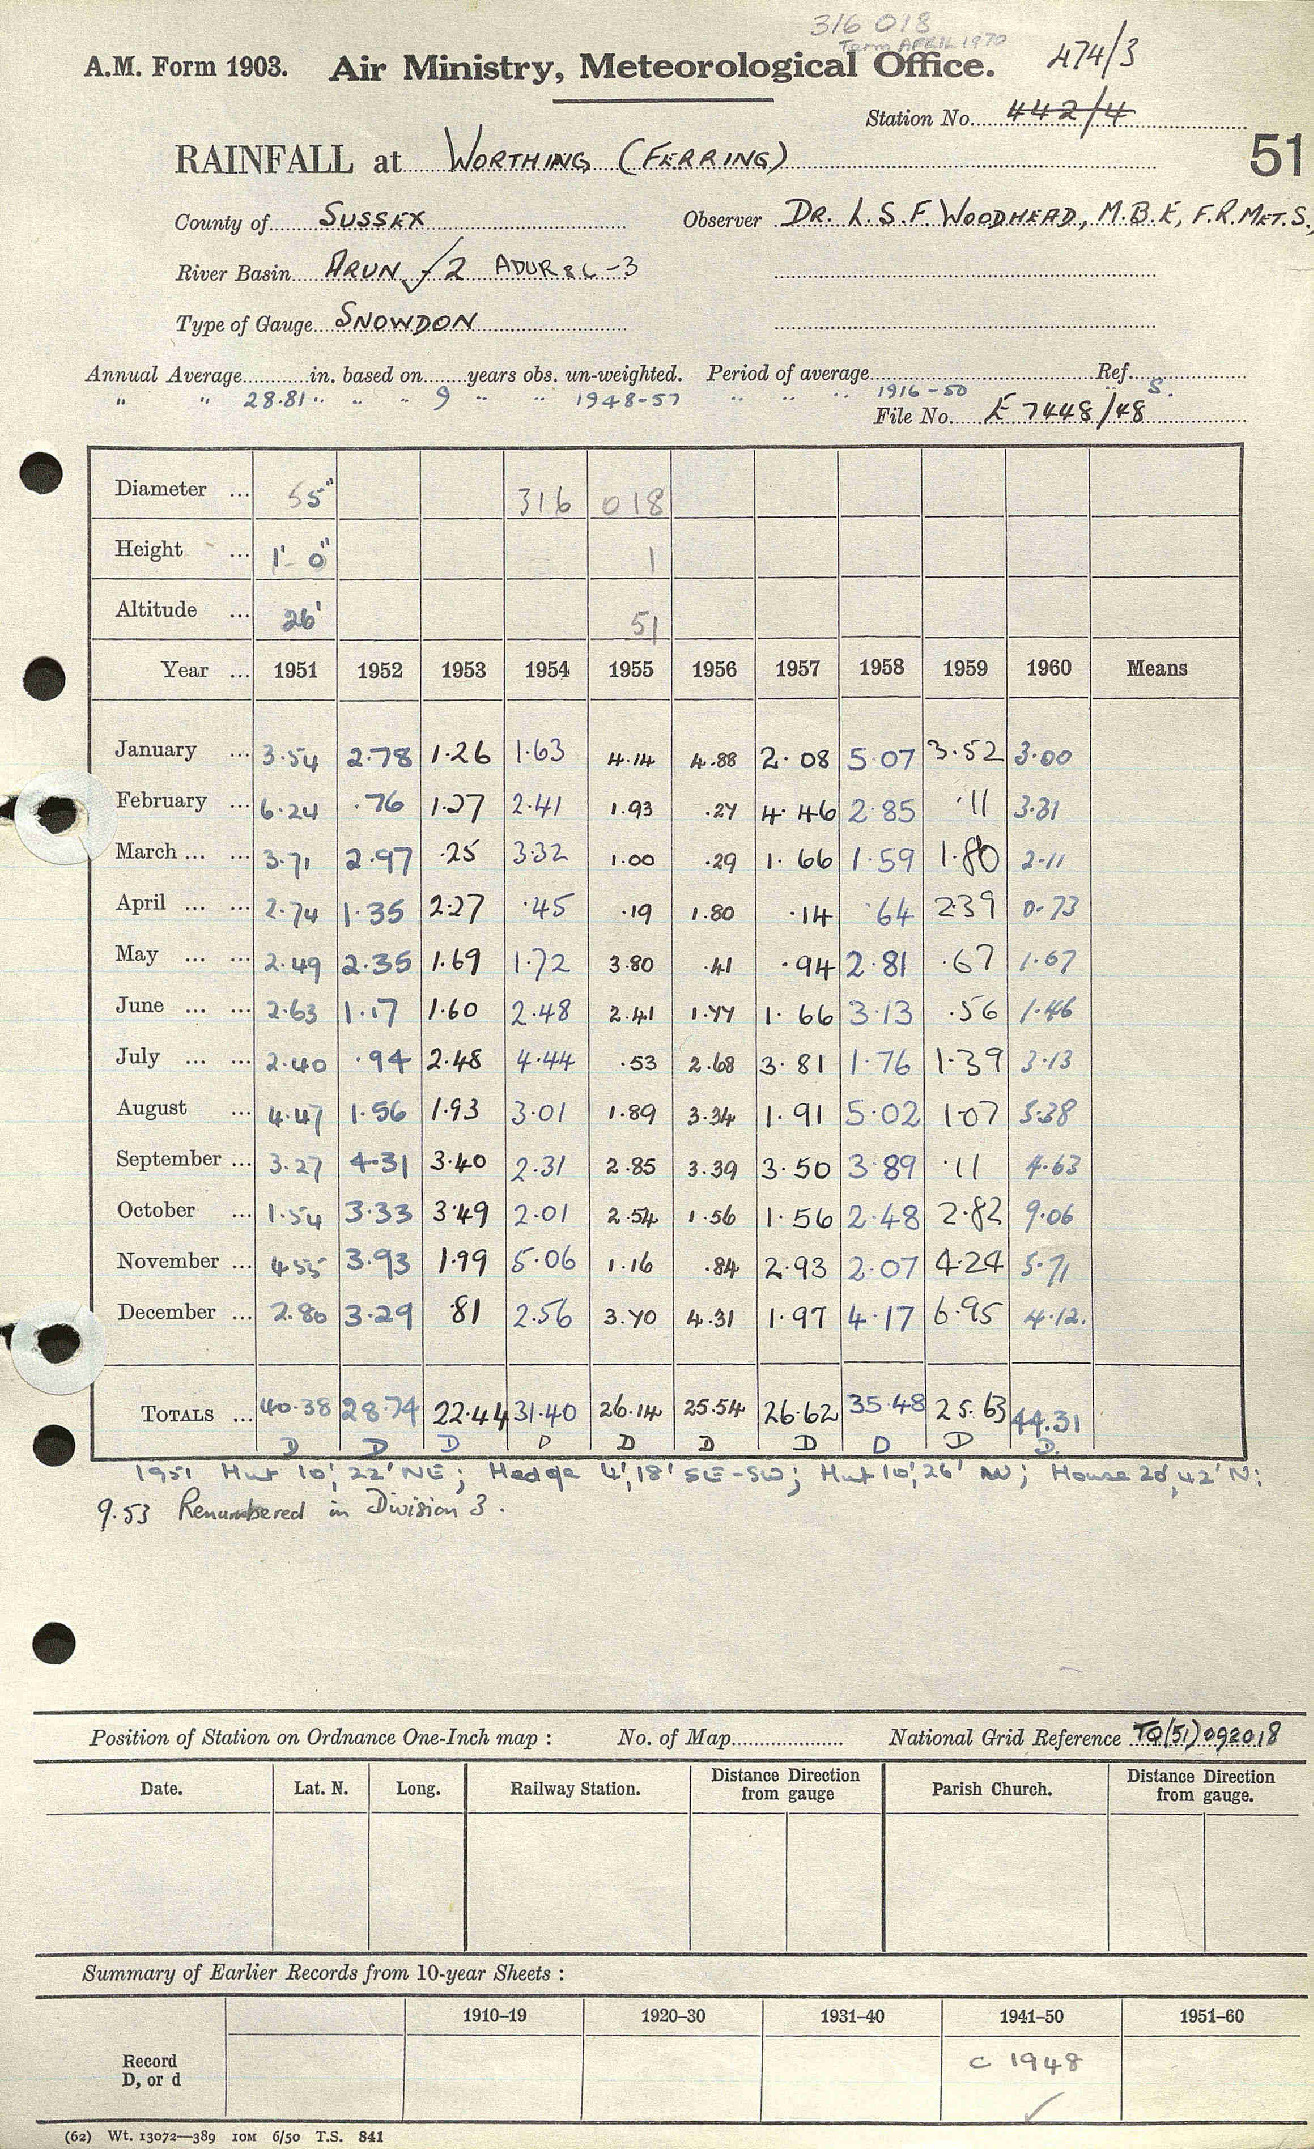 316 018
Term APRIL 1970
A.M. Form 1903. Air Ministry, Meteorological Office. 474/3
Station No. 442/4
RAINFALL at WORTHING (FERRING) 51
County of SUSSEX Observer DR. L. S. F. WOODHEAD, M.B.E, F.R.MET.S.,
River Basin ARUN -2 ADUR &c -3
Type of Gauge SNOWDON
Annual Average in. based on years obs. un-weighted. Period of average Ref.
" " 28.81 " " " 9 " " 1948-57 " " " 1916-50 S.
File No. E 7448/48
Diameter ... 5" 316 018
Height ... 1'- 0" 1
Altitude ... 26' 51
Year ... 1951 1952 1953 1954 1955 1956 1957 1958 1959 1960 Means
January ... 3.54 2.78 1.26 1.63 4.14 4.88 2.08 5.07 3.52 3.00
February ... 6.24 .76 1.27 2.41 1.93 .27 4.46 2.85 .11 3.31
March ... ... 3.71 2.97 .25 3.32 1.00 .29 1.66 1.59 1.80 2.11
April ... ... 2.74 1.35 2.27 .45 .19 1.80 .14 .64 2.39 0.73
May ... ... 2.49 2.35 1.69 1.72 3.80 .41 .94 2.81 .67 1.67
June ... ... 2.63 1.17 1.60 2.48 2.41 1.77 1.66 3.13 .56 1.46
July ... ... 2.40 .94 2.48 4.44 .53 2.68 3.81 1.76 1.39 3.13
August ... 4.47 1.56 1.93 3.01 1.89 3.34 1.91 5.02 1.07 5.38
September ... 3.27 4.31 3.40 2.31 2.85 3.39 3.50 3.89 .11 4.63
October ... 1.54 3.33 3.49 2.01 2.54 1.56 1.56 2.48 2.82 9.06
November ... 4.55 3.93 1.99 5.06 1.16 .84 2.93 2.07 4.24 5.71
December ... 2.80 3.29 .81 2.56 3.70 4.31 1.97 4.17 6.95 4.12.
TOTALS ... 40.38 28.74 22.44 31.40 26.14 25.54 26.62 35.48 25.63 44.31
D D D D D D D D D D.
1951 Hut 10', 22' NE; Hedge 4', 18' SE-SW; Hut 10', 26' NW; House 20', 42' N;
9.53 Renumbered in Division 3.
Position of Station on Ordnance One-Inch map : No. of Map National Grid Reference TQ(51)092018
Date. Lat. N. Long. Railway Station. Distance Direction from gauge Parish Church. Distance Direction from gauge.
Summary of Earlier Records from 10-year Sheets :
1910–19 1920–30 1931–40 1941–50 1951–60
Record
D, or d
c 1948
(62) Wt. 13072—389 10M 6/50 T.S. 841